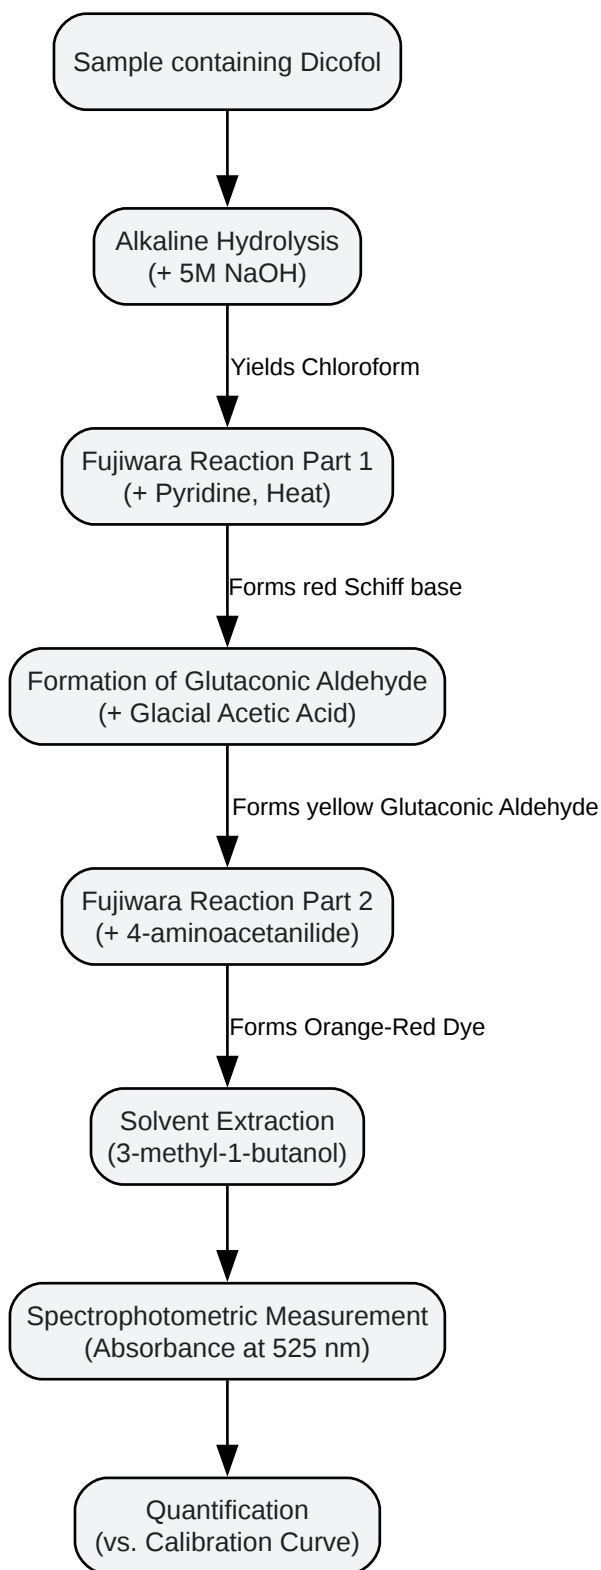 Sample containing Dicofol
Alkaline Hydrolysis
(+ 5M NaOH)
Yields Chloroform
Fujiwara Reaction Part 1
(+ Pyridine, Heat)
Forms red Schiff base
Formation of Glutaconic Aldehyde
(+ Glacial Acetic Acid)
Forms yellow Glutaconic Aldehyde
Fujiwara Reaction Part 2
(+ 4-aminoacetanilide)
Forms Orange-Red Dye
Solvent Extraction
(3-methyl-1-butanol)
Spectrophotometric Measurement
(Absorbance at 525 nm)
Quantification
(vs. Calibration Curve)